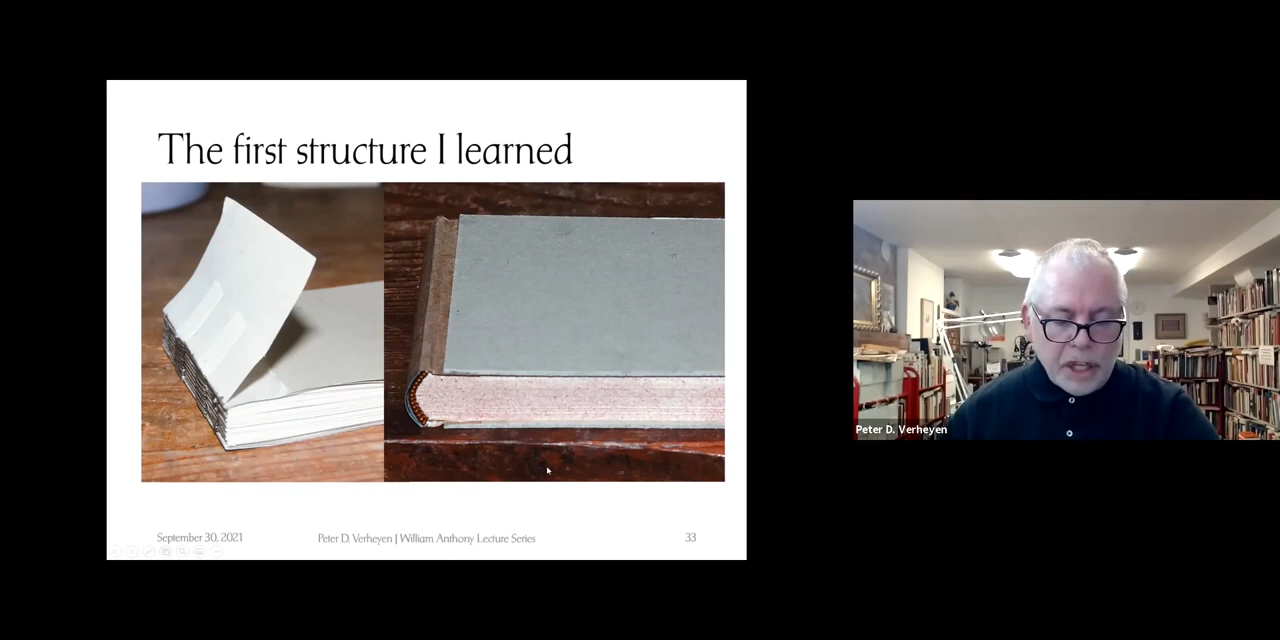 The first structure I learned
September 30, 2021
Peter D. Verheyen | William Anthony Lecture Series
33
Peter D. Verheyen